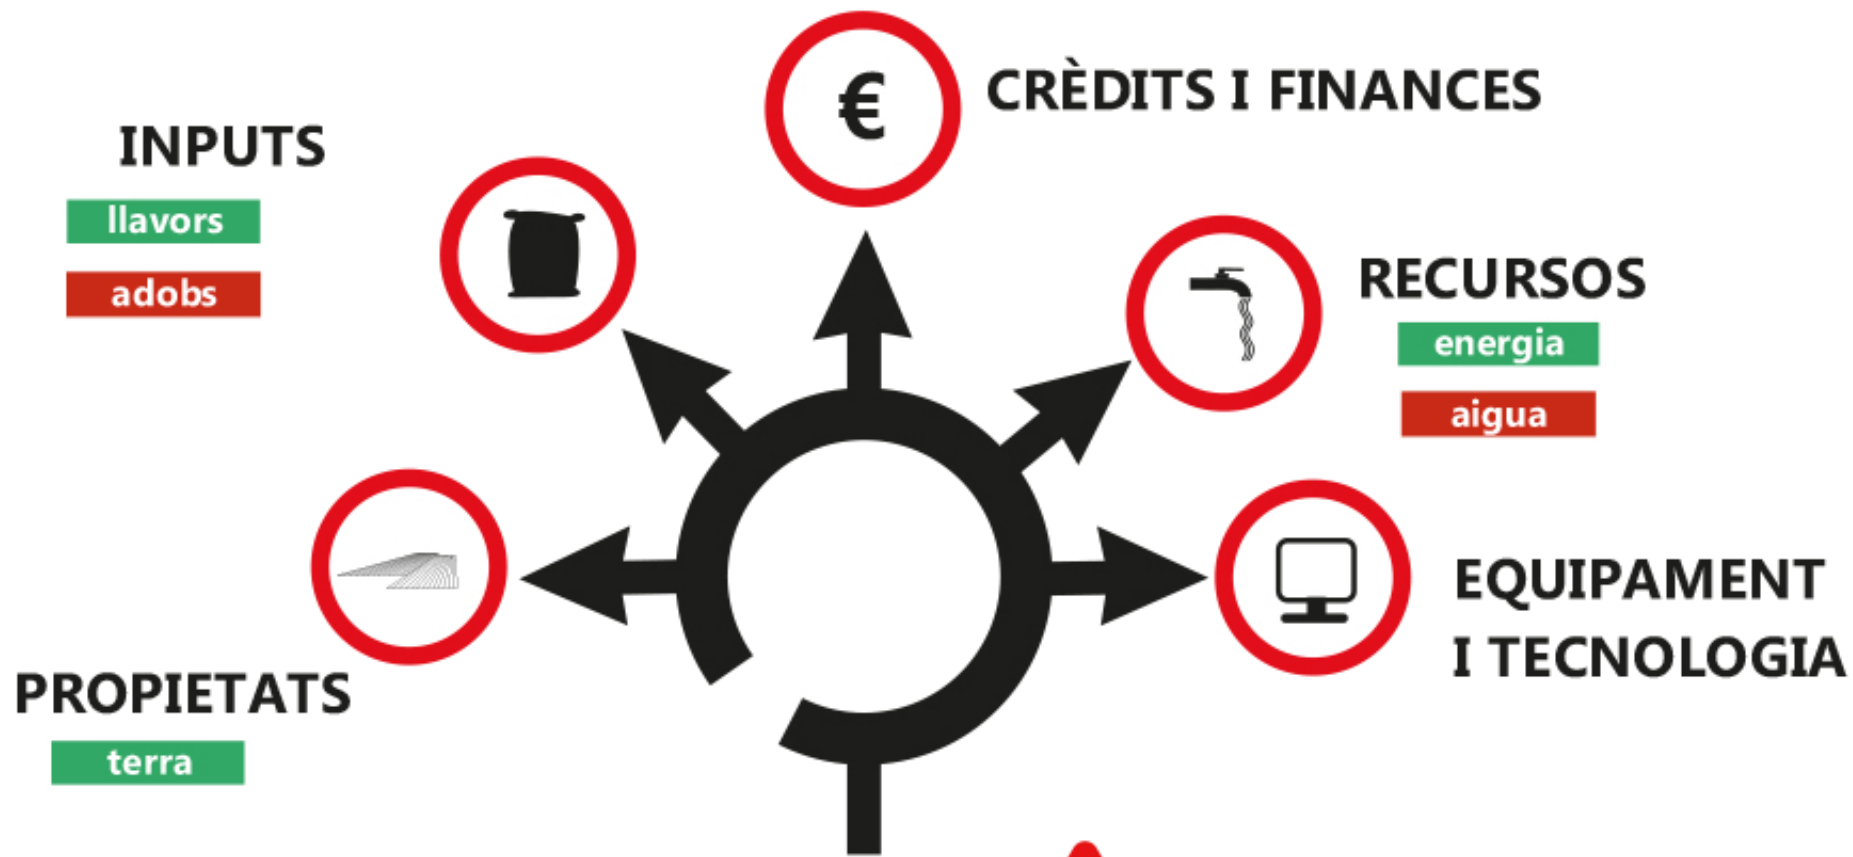 CRÈDITS I FINANCES
€
INPUTS
llavors
adobs
RECURSOS
energia
aigua
EQUIPAMENT
I TECNOLOGIA
PROPIETATS
terra